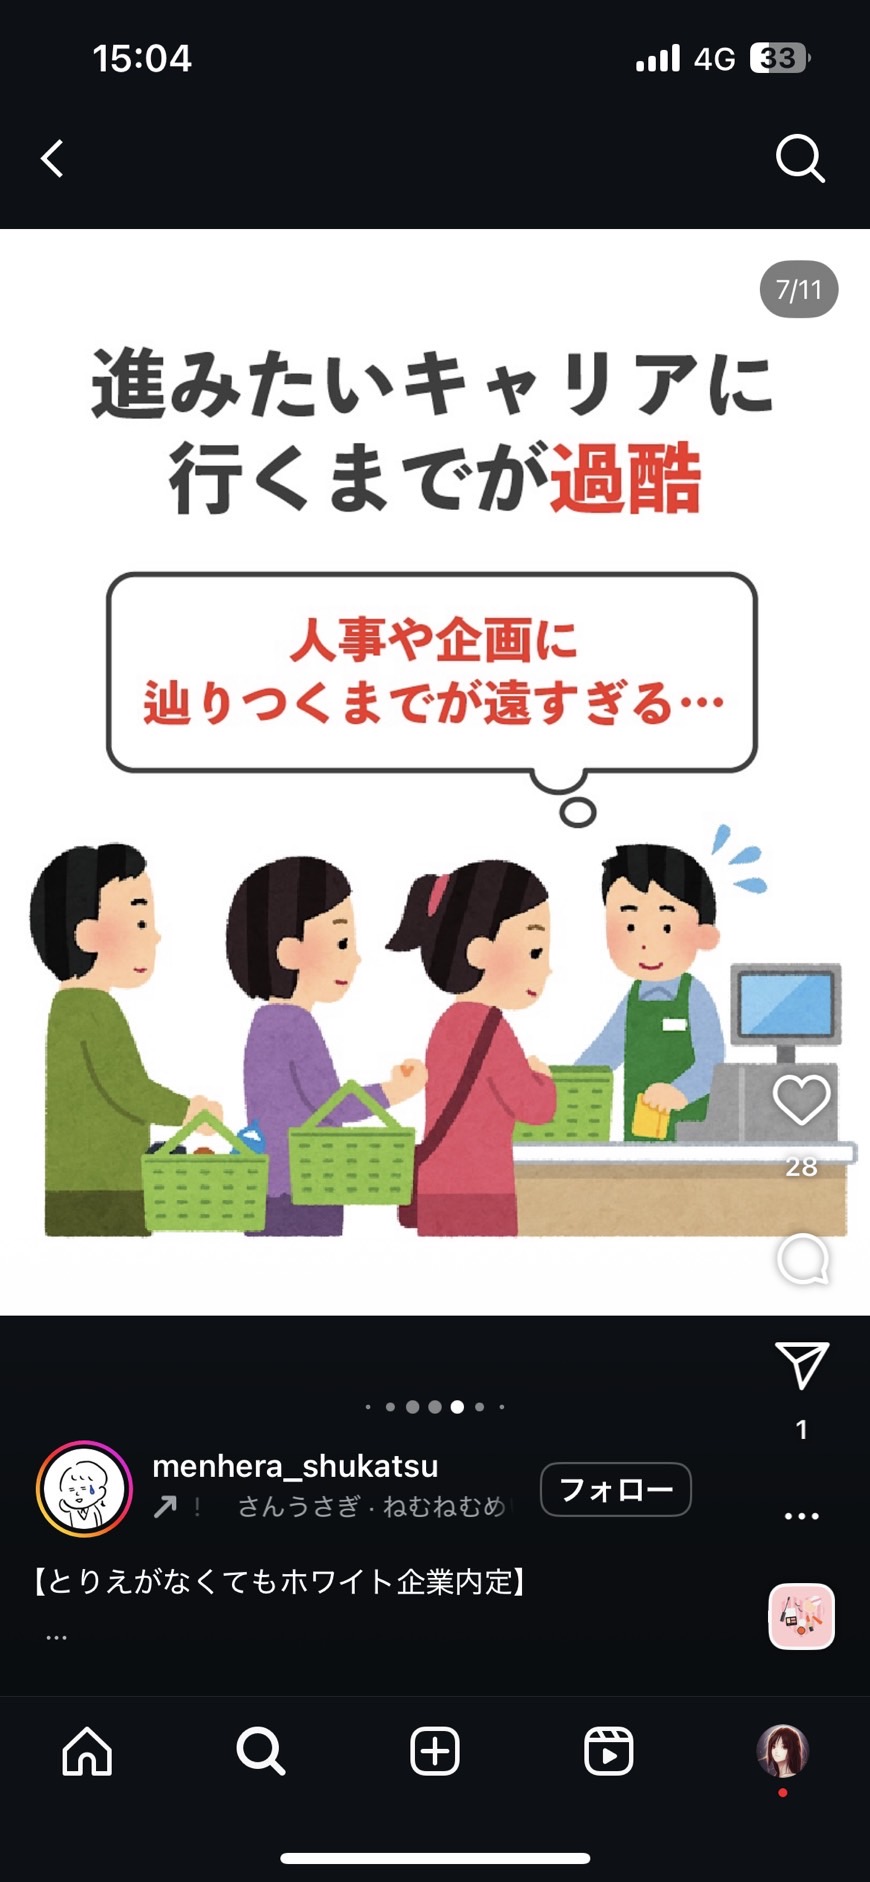 15:04
4G
33
7/11
進みたいキャリアに
行くまでが過酷
人事や企画に
辿りつくまでが遠すぎる…
28
1
menhera_shukatsu
！ さんうさぎ・ねむねむめ
フォロー
【とりえがなくてもホワイト企業内定】
...